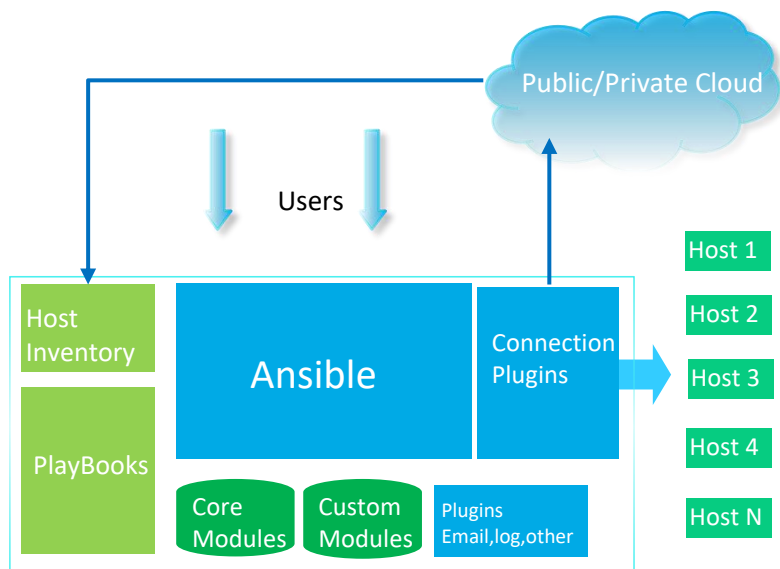 Public/Private Cloud
Users
Host 1
Host 2
Host 3
Host 4
Host N
Host
Inventory
Ansible
Connection
Plugins
PlayBooks
Core
Modules
Custom
Modules
Plugins
Email,log,other